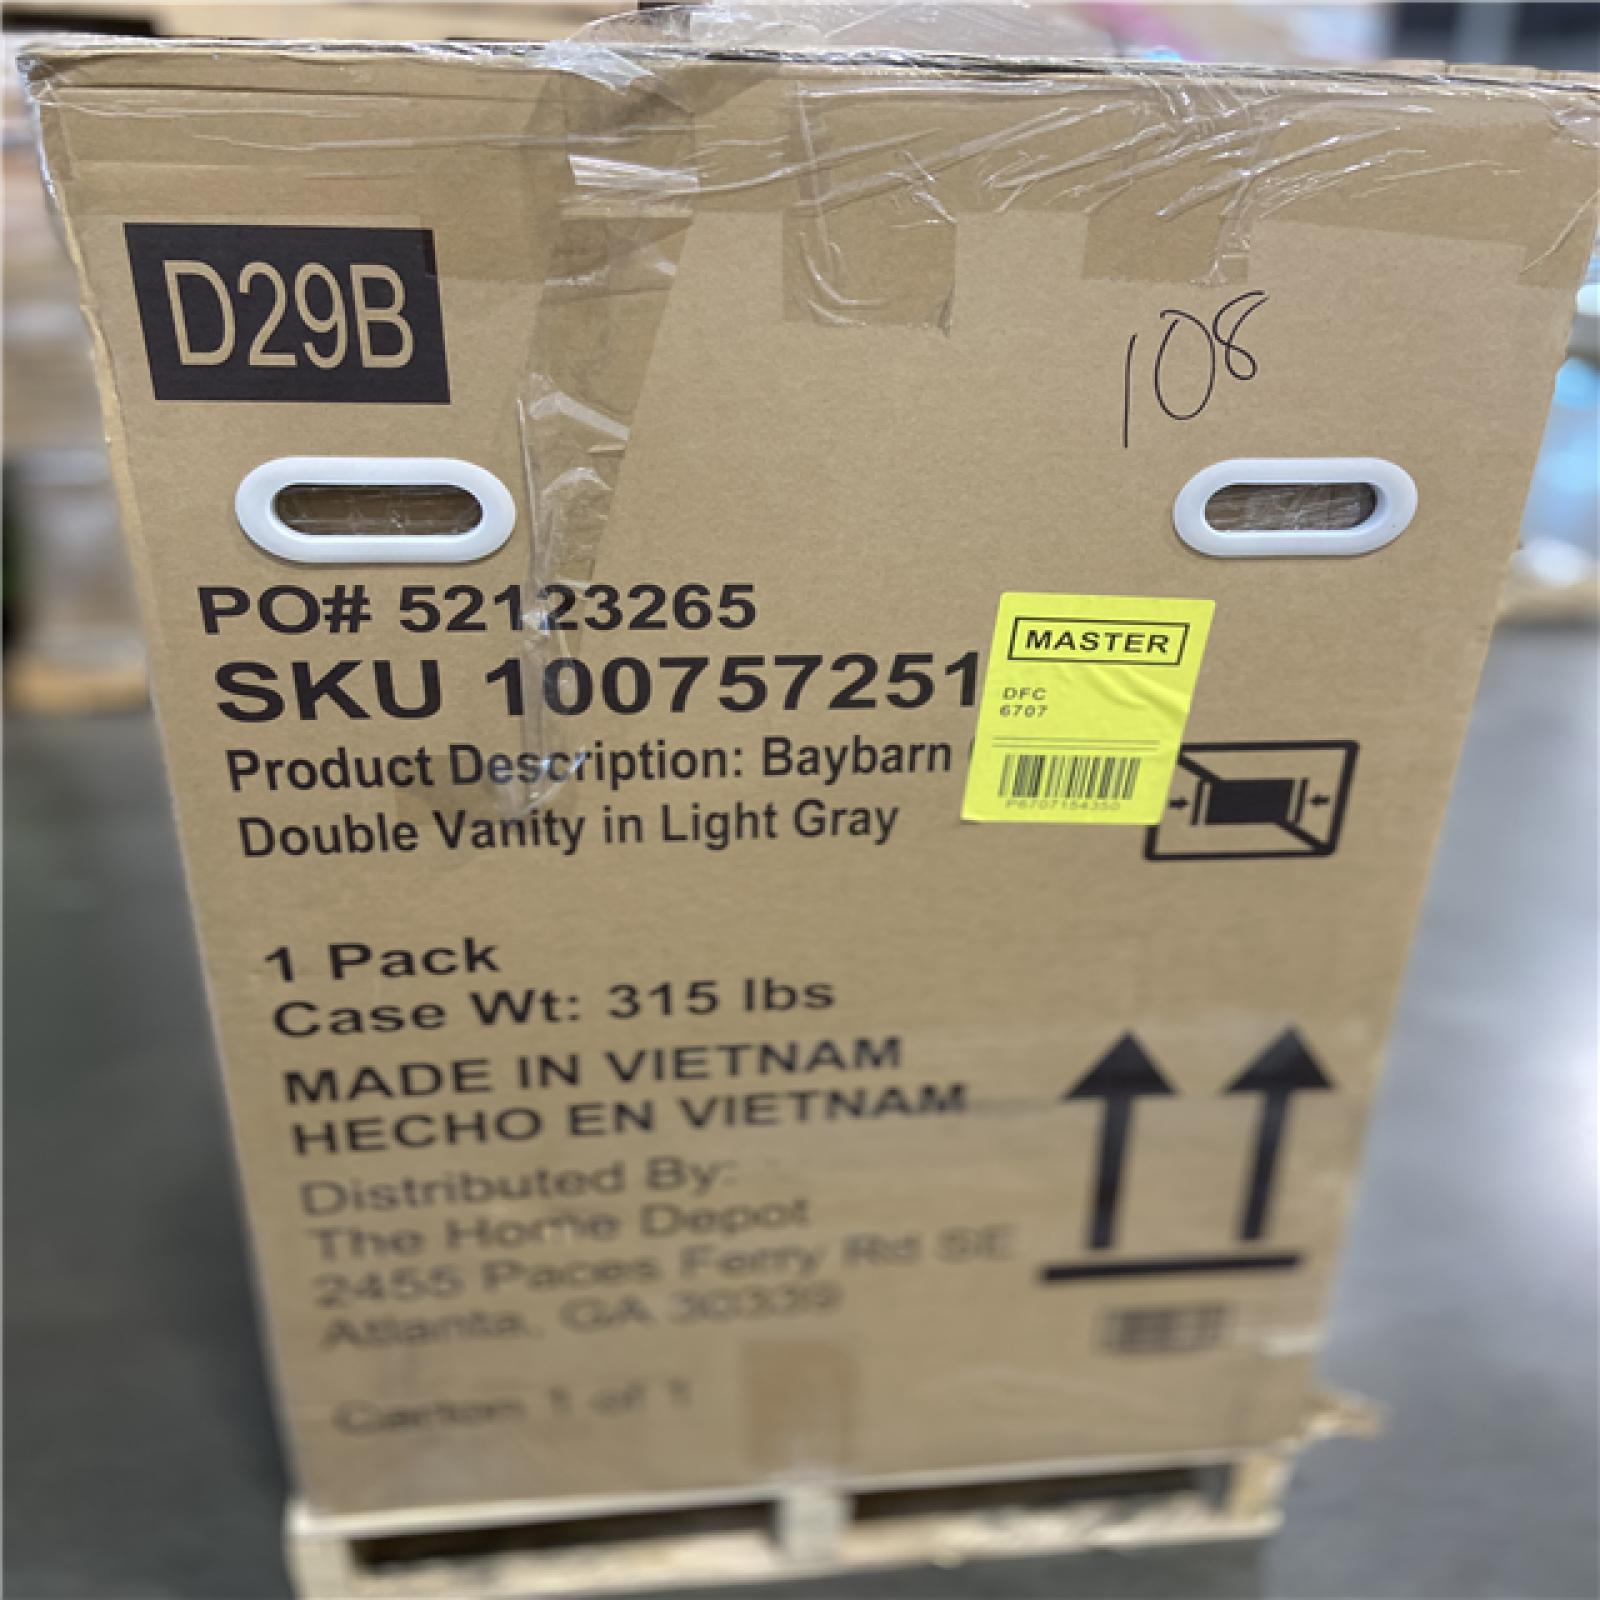 D29B
108
PO# 52123265
SKU 100757251
Product Description: Baybarn
Double Vanity in Light Gray
MASTER
DFC
6707
P6707154350
1 Pack
Case Wt: 315 lbs
MADE IN VIETNAM
HECHO EN VIETNAM
Distributed By:
The Home Depot
2455 Paces Ferry Rd SE
Atlanta, GA 30339
Carton 1 of 1